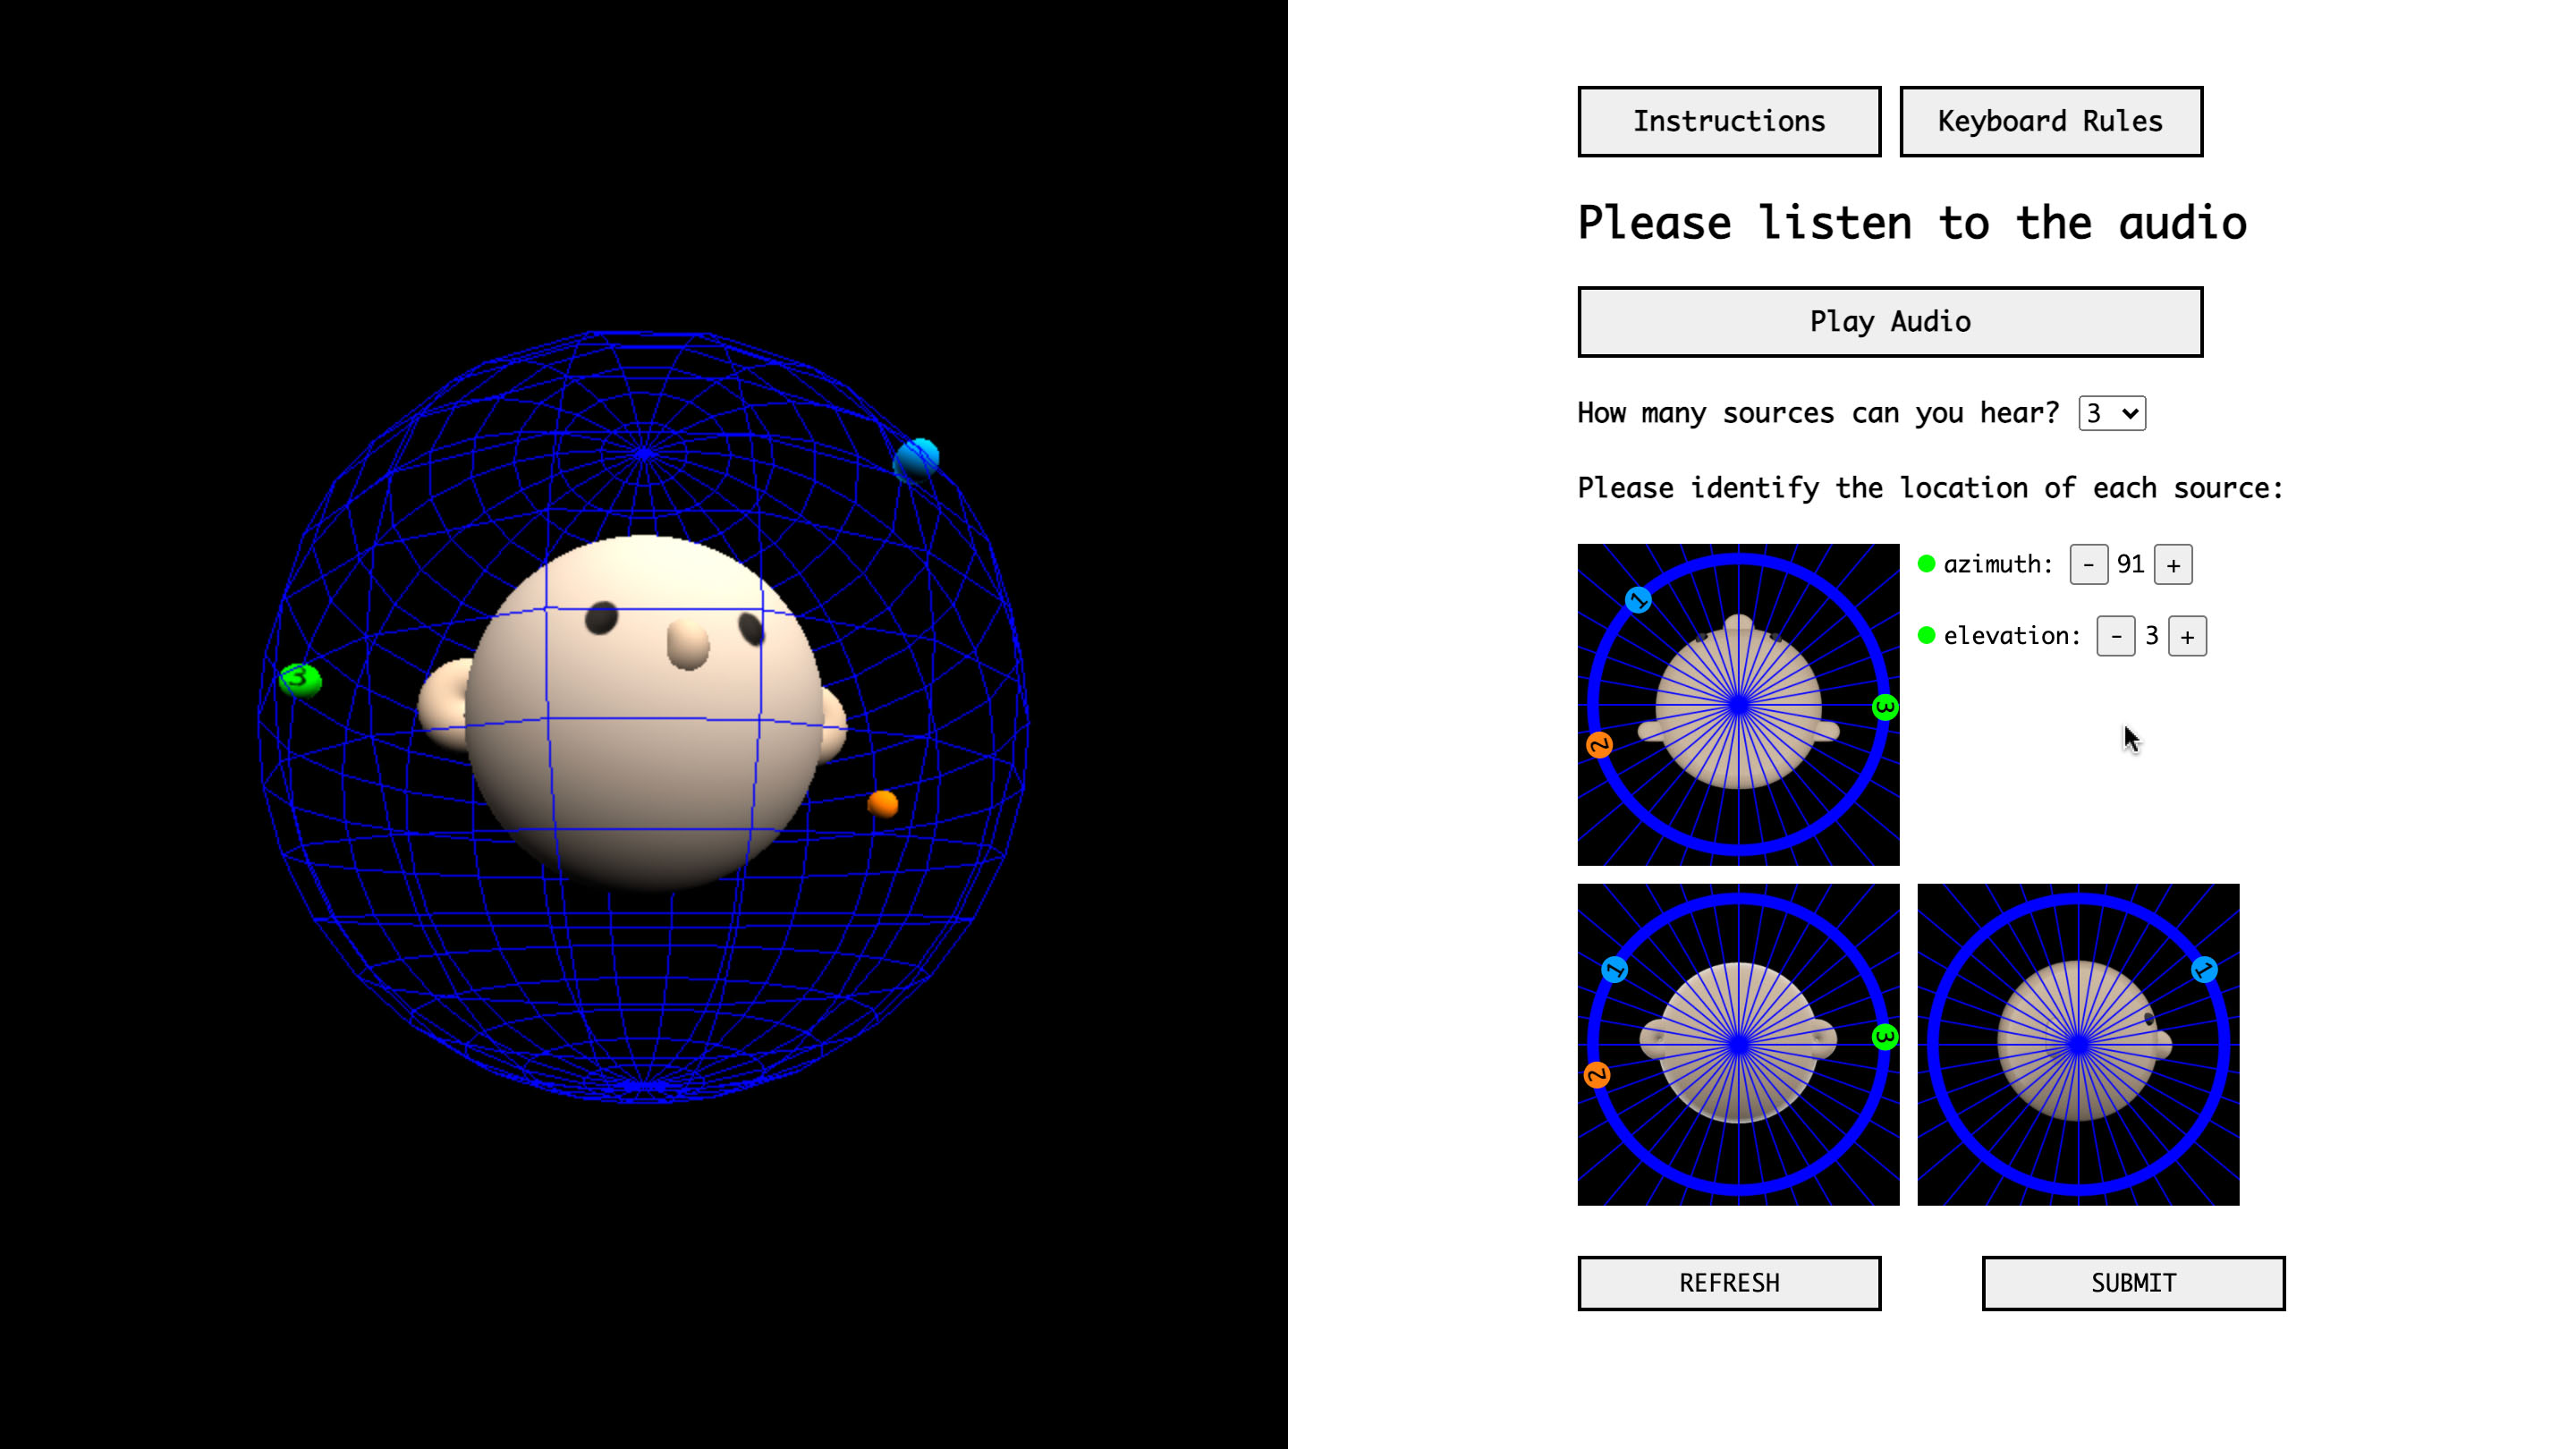 Instructions
Keyboard Rules
Please listen to the audio
Play Audio
How many sources can you hear? 3
Please identify the location of each source:
3
1
2
3
azimuth: - 91 +
elevation: - 3 +
1
2
3
1
REFRESH
SUBMIT